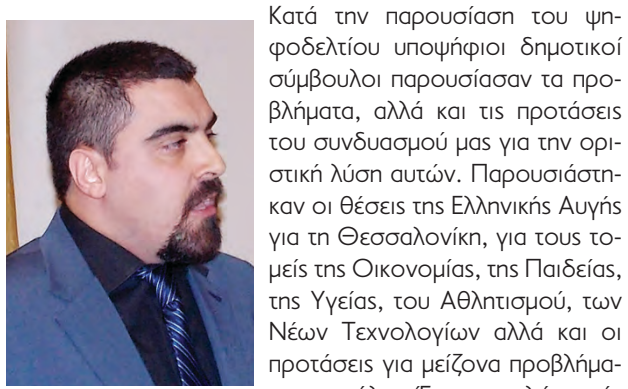 Κατά την παρουσίαση του ψη-
φοδελτίου υποψήφιοι δημοτικοί
σύμβουλοι παρουσίασαν τα προ-
βλήματα, αλλά και τις προτάσεις
του συνδυασμού μας για την ορι-
στική λύση αυτών. Παρουσιάστη-
καν οι θέσεις της Ελληνικής Αυγής
για τη Θεσσαλονίκη, για τους το-
μείς της Οικονομίας, της Παιδείας,
της Υγείας, του Αθλητισμού, των
Νέων Τεχνολογιών αλλά και οι
προτάσεις για μείζονα προβλήμα-